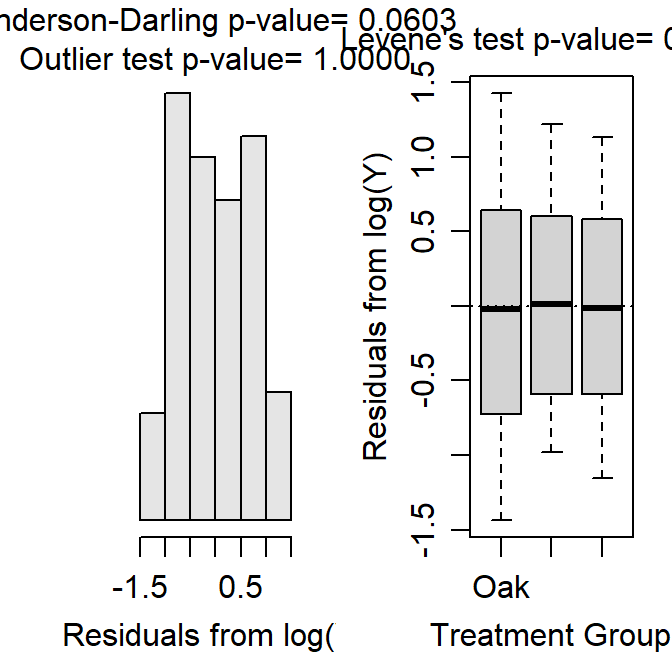 nderson-Darling p-value= 0.0603
Outlier test p-value= 1.0000
-1.5 0.5
Residuals from log(
Levene's test p-value= 0
Residuals from log(Y)
1.5
1.0
0.5
-0.5
-1.5
Oak
Treatment Group